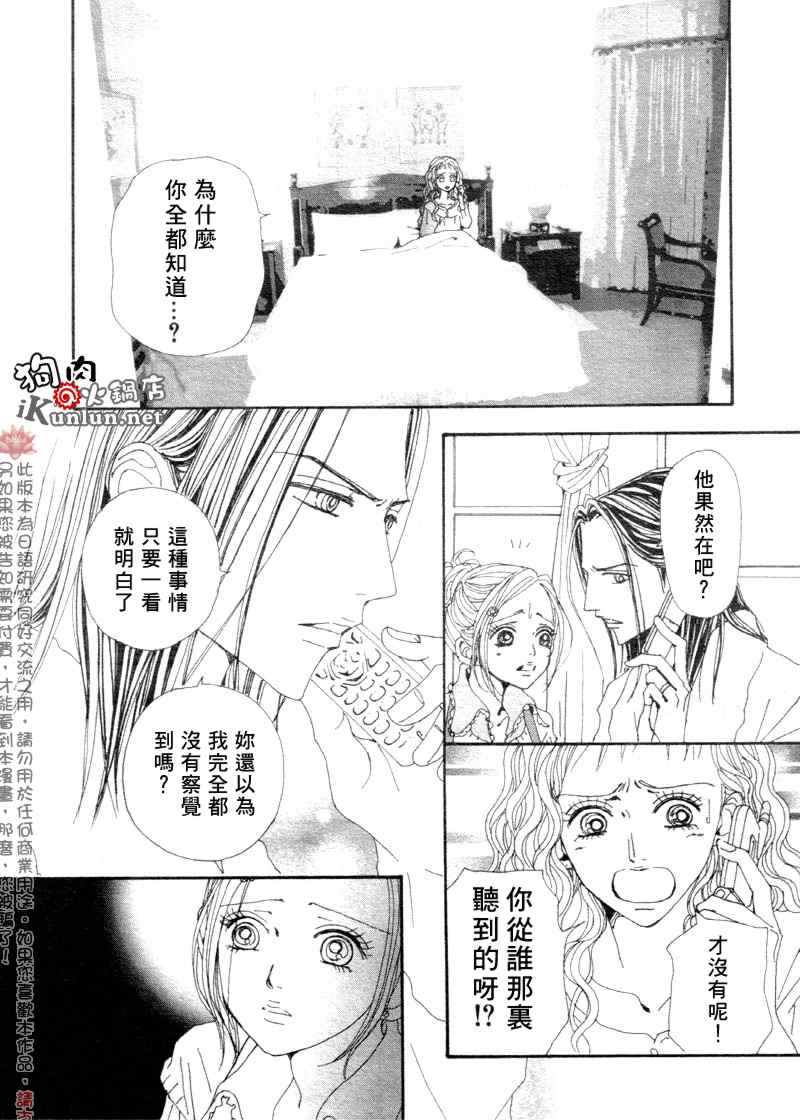 為什麼
你全都知道…?
他果然在吧?
才沒有呢!
你從誰那裏
聽到的呀!?
這種事情
只要一看
就明白了
妳還以為
我完全都
沒有察覺
到嗎?
狗肉
火鍋店
iKunlun.net
此版本為日語研究同好交流之用,請勿用於任何商業用途。如果您喜歡本作品,請
如果您被告知需要付費,才能看到本漫畫,那麼,您被騙了!